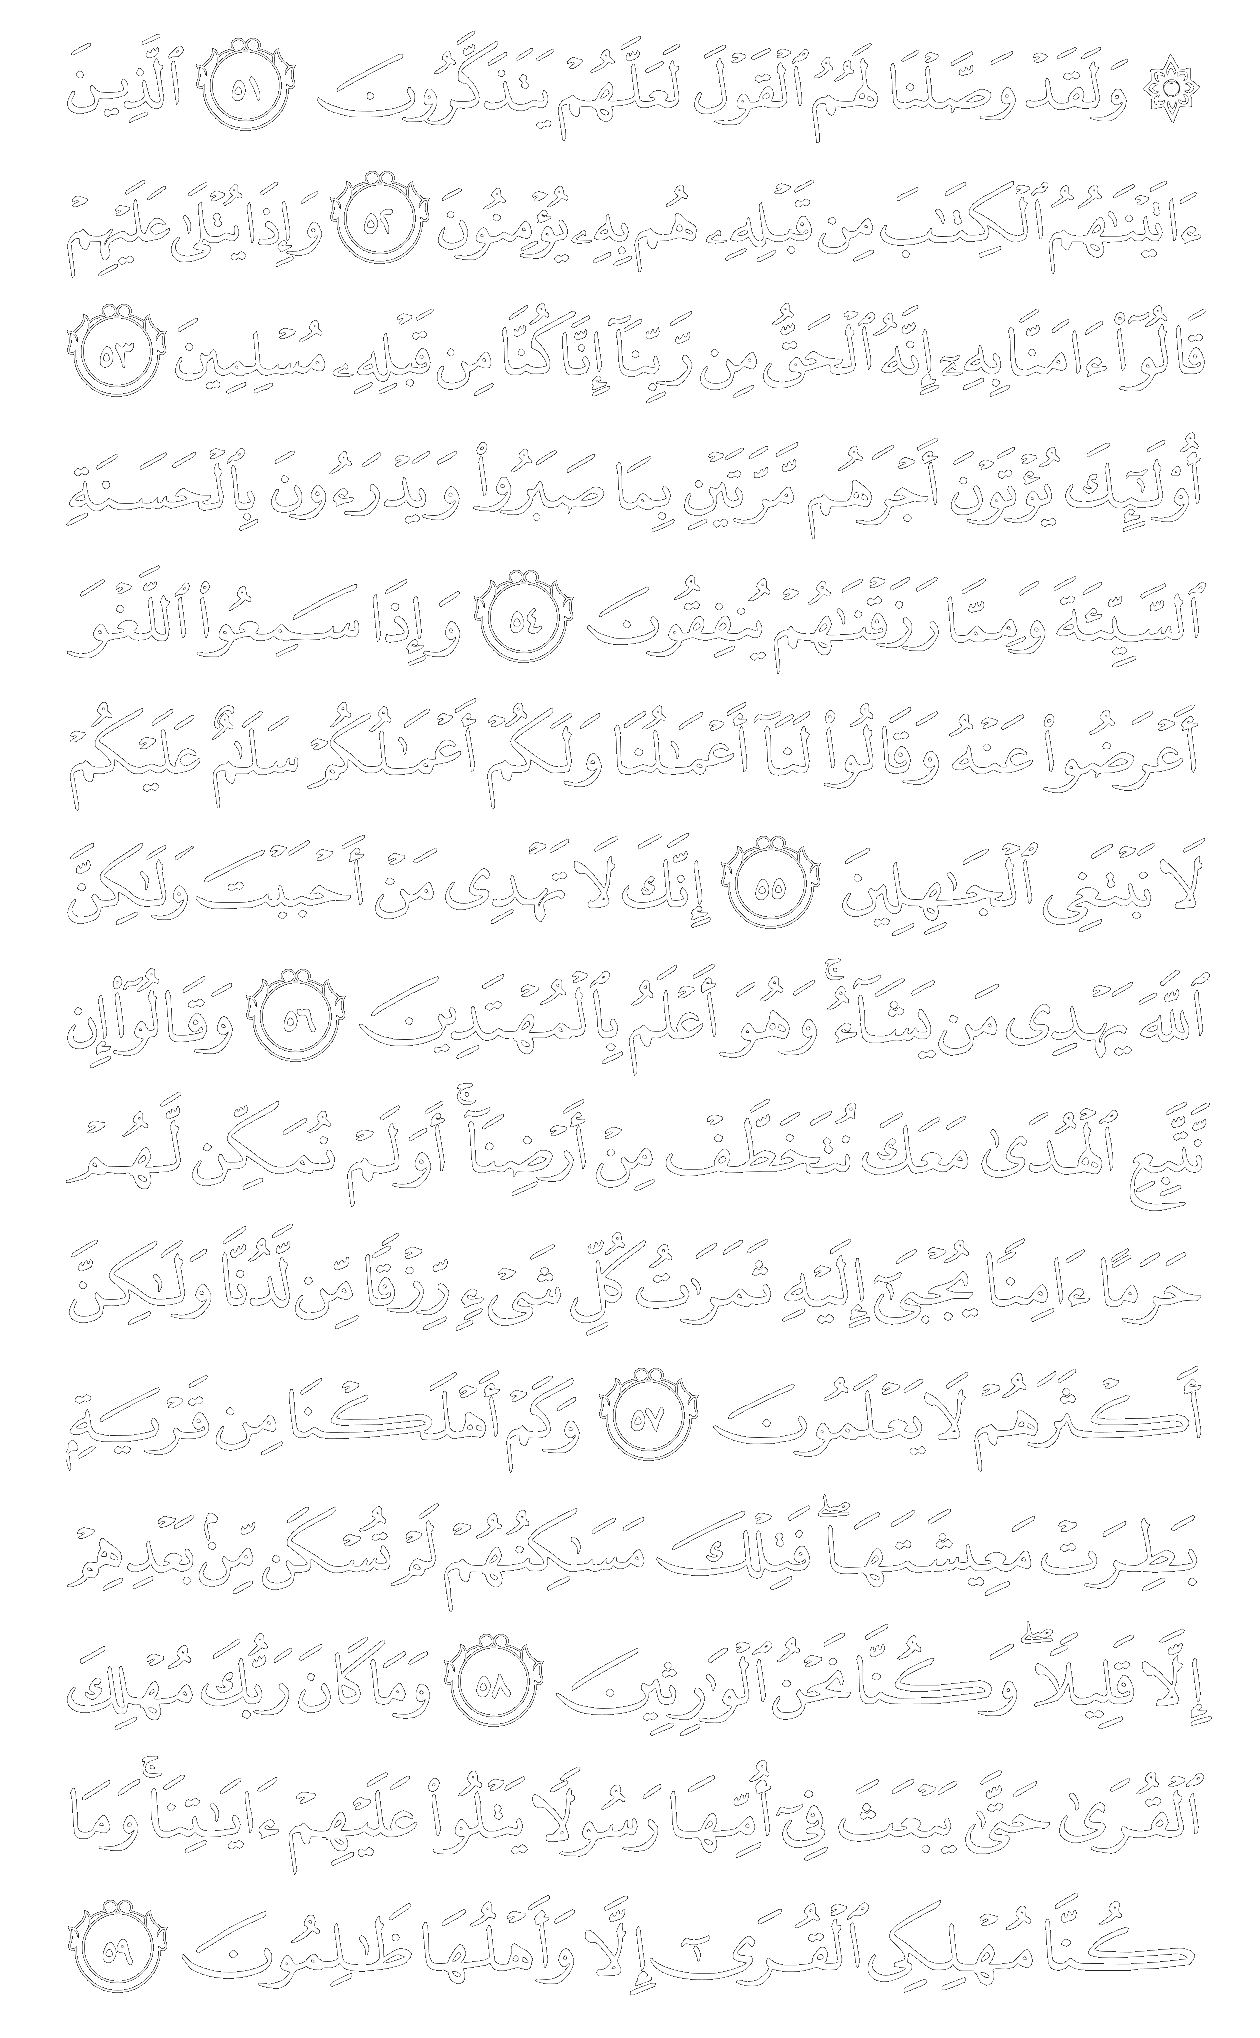 ۞ وَلَقَدْ وَصَّلْنَا لَهُمُ ٱلْقَوْلَ لَعَلَّهُمْ يَتَذَكَّرُونَ ٥١ ٱلَّذِينَ
ءَاتَيْنَٰهُمُ ٱلْكِتَٰبَ مِن قَبْلِهِۦ هُم بِهِۦ يُؤْمِنُونَ ٥٢ وَإِذَا يُتْلَىٰ عَلَيْهِمْ
قَالُوٓا۟ ءَامَنَّا بِهِۦٓ إِنَّهُ ٱلْحَقُّ مِن رَّبِّنَآ إِنَّا كُنَّا مِن قَبْلِهِۦ مُسْلِمِينَ ٥٣
أُو۟لَٰٓئِكَ يُؤْتَوْنَ أَجْرَهُم مَّرَّتَيْنِ بِمَا صَبَرُوا۟ وَيَدْرَءُونَ بِٱلْحَسَنَةِ
ٱلسَّيِّئَةَ وَمِمَّا رَزَقْنَٰهُمْ يُنفِقُونَ ٥٤ وَإِذَا سَمِعُوا۟ ٱللَّغْوَ
أَعْرَضُوا۟ عَنْهُ وَقَالُوا۟ لَنَآ أَعْمَٰلُنَا وَلَكُمْ أَعْمَٰلُكُمْ سَلَٰمٌ عَلَيْكُمْ
لَا نَبْتَغِى ٱلْجَٰهِلِينَ ٥٥ إِنَّكَ لَا تَهْدِى مَنْ أَحْبَبْتَ وَلَٰكِنَّ
ٱللَّهَ يَهْدِى مَن يَشَآءُ ۚ وَهُوَ أَعْلَمُ بِٱلْمُهْتَدِينَ ٥٦ وَقَالُوٓا۟ إِن
نَّتَّبِعِ ٱلْهُدَىٰ مَعَكَ نُتَخَطَّفْ مِنْ أَرْضِنَآ ۚ أَوَلَمْ نُمَكِّن لَّهُمْ
حَرَمًا ءَامِنًا يُجْبَىٰٓ إِلَيْهِ ثَمَرَٰتُ كُلِّ شَىْءٍ رِّزْقًا مِّن لَّدُنَّا وَلَٰكِنَّ
أَكْثَرَهُمْ لَا يَعْلَمُونَ ٥٧ وَكَمْ أَهْلَكْنَا مِن قَرْيَةٍۭ
بَطِرَتْ مَعِيشَتَهَا ۖ فَتِلْكَ مَسَٰكِنُهُمْ لَمْ تُسْكَن مِّنۢ بَعْدِهِمْ
إِلَّا قَلِيلًا ۖ وَكُنَّا نَحْنُ ٱلْوَٰرِثِينَ ٥٨ وَمَا كَانَ رَبُّكَ مُهْلِكَ
ٱلْقُرَىٰ حَتَّىٰ يَبْعَثَ فِىٓ أُمِّهَا رَسُولًا يَتْلُوا۟ عَلَيْهِمْ ءَايَٰتِنَا ۚ وَمَا
كُنَّا مُهْلِكِى ٱلْقُرَىٰٓ إِلَّا وَأَهْلُهَا ظَٰلِمُونَ ٥٩